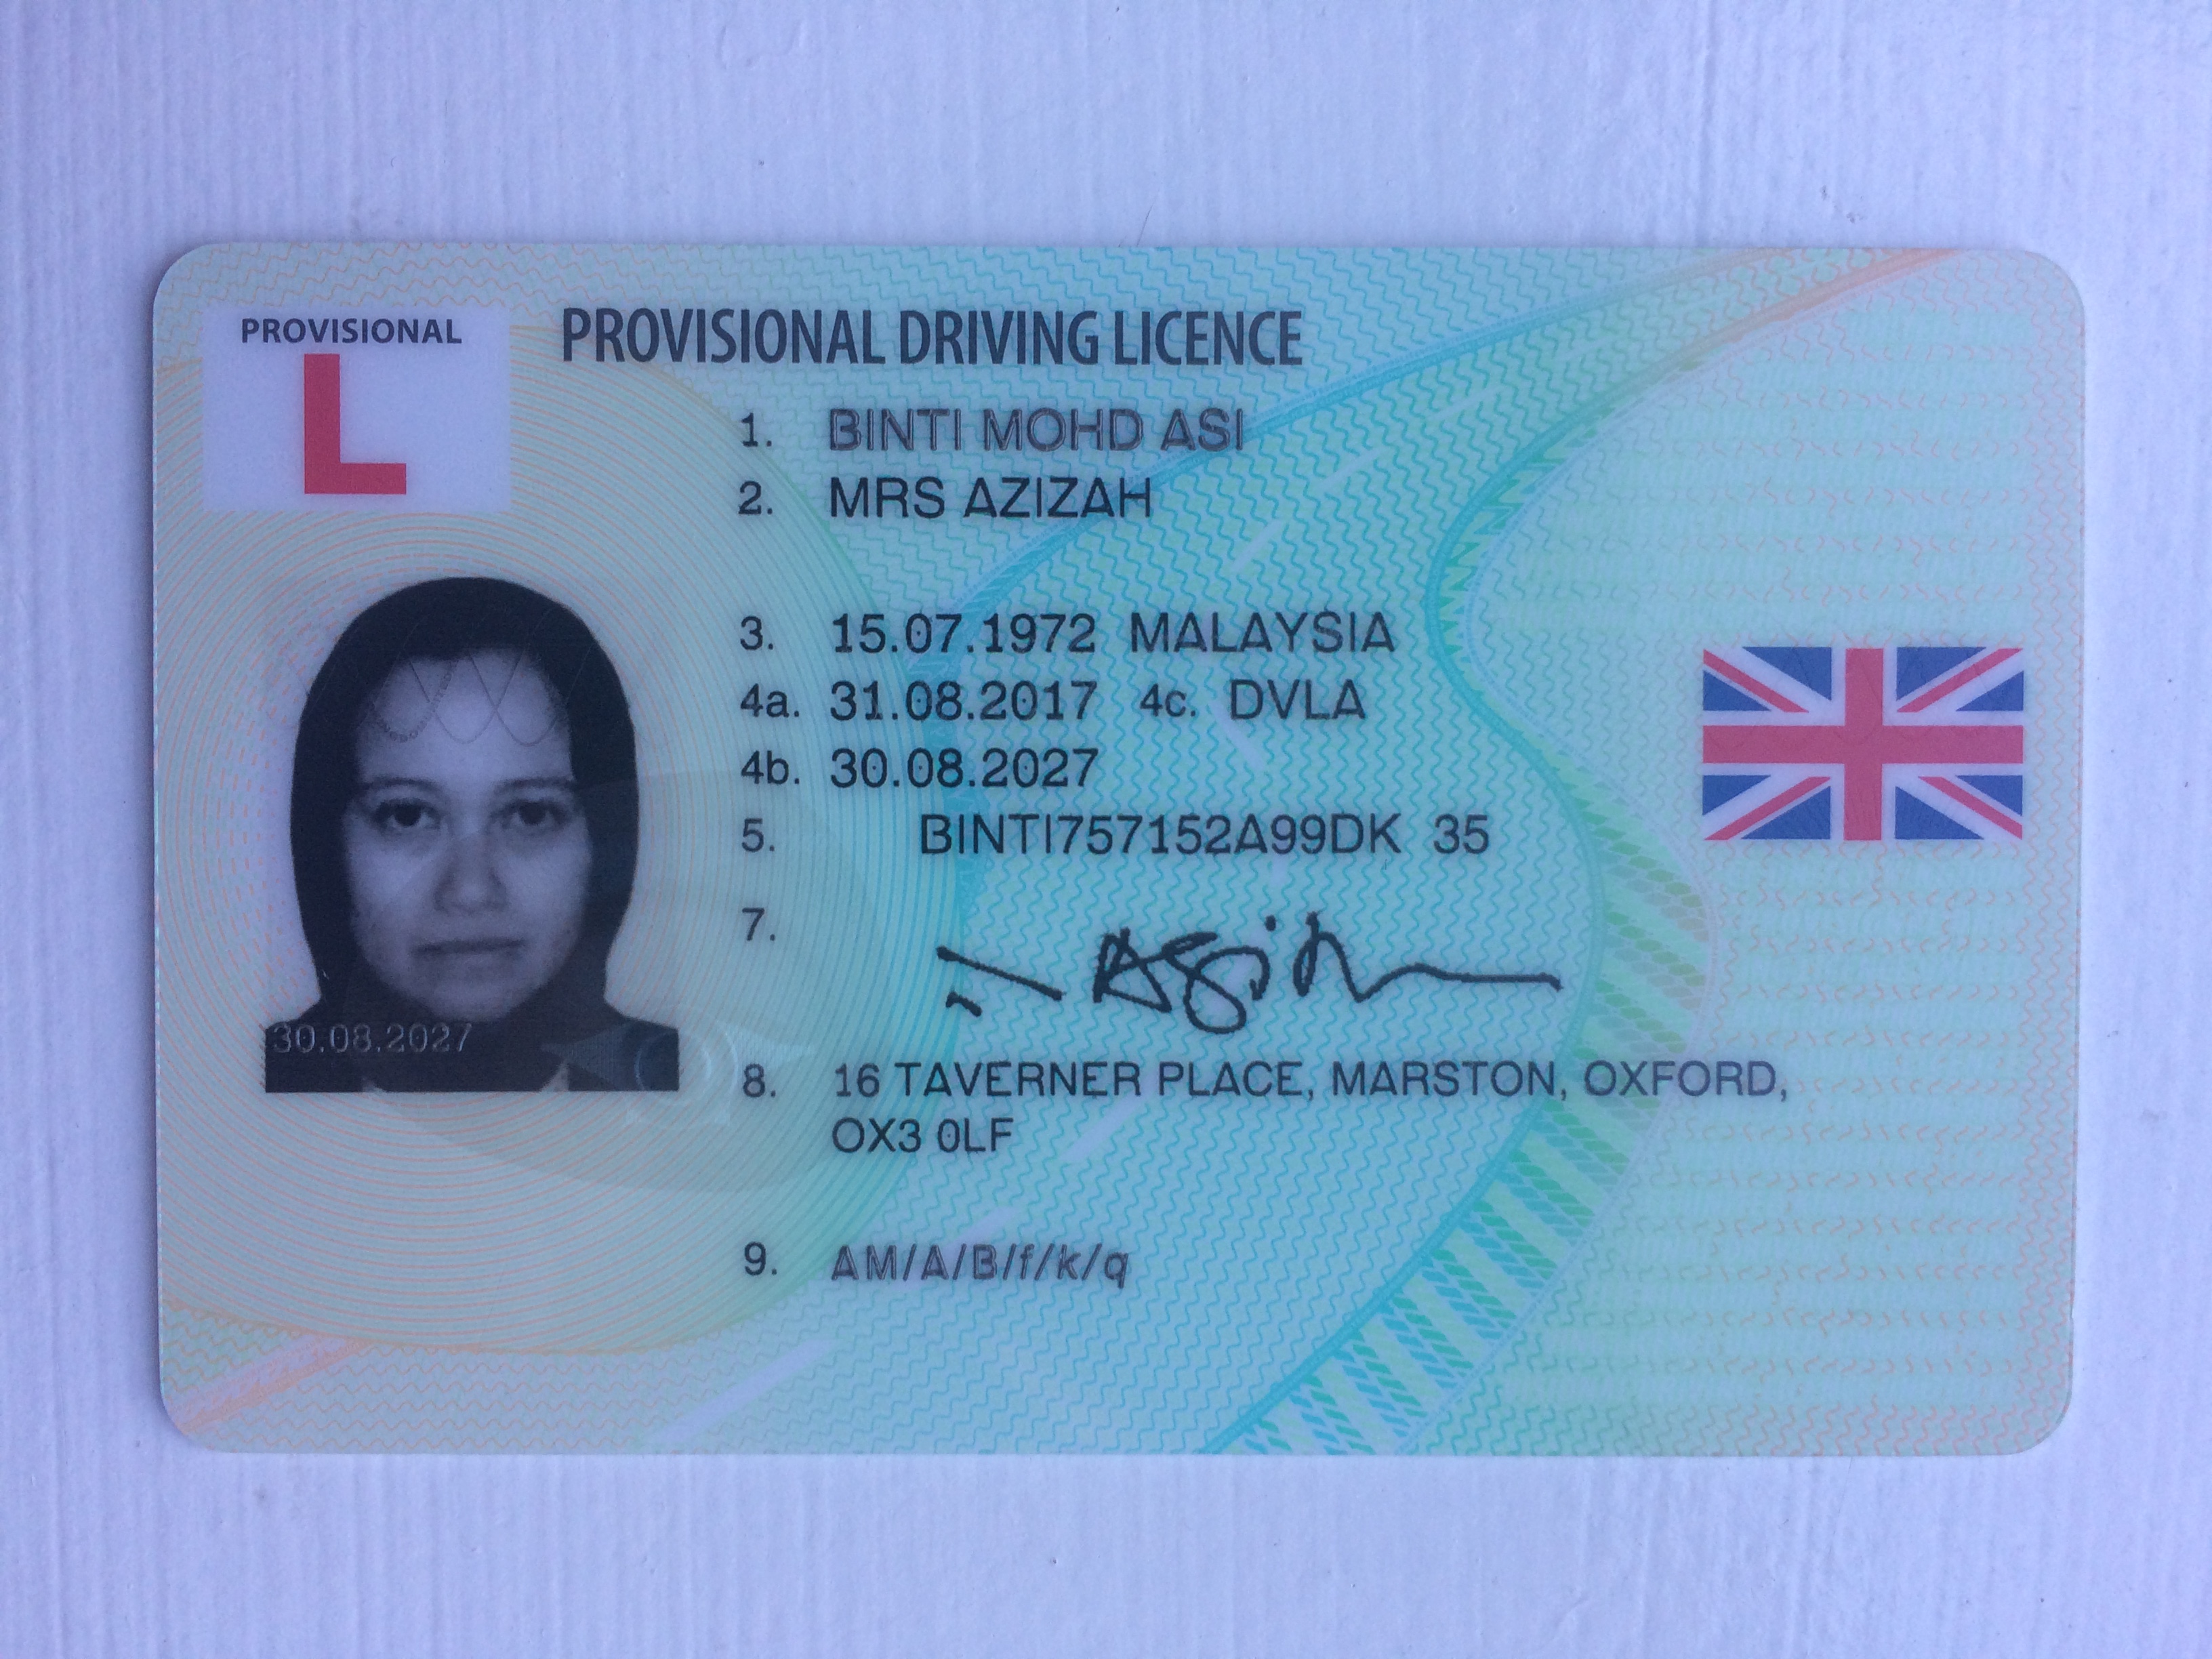 PROVISIONAL
L
PROVISIONAL DRIVING LICENCE
1. BINTI MOHD ASI
2. MRS AZIZAH
3. 15.07.1972 MALAYSIA
4a. 31.08.2017 4c. DVLA
4b. 30.08.2027
5. BINTI757152A99DK 35
7.
30.08.2027
8. 16 TAVERNER PLACE, MARSTON, OXFORD,
OX3 0LF
9. AM/A/B/f/k/q